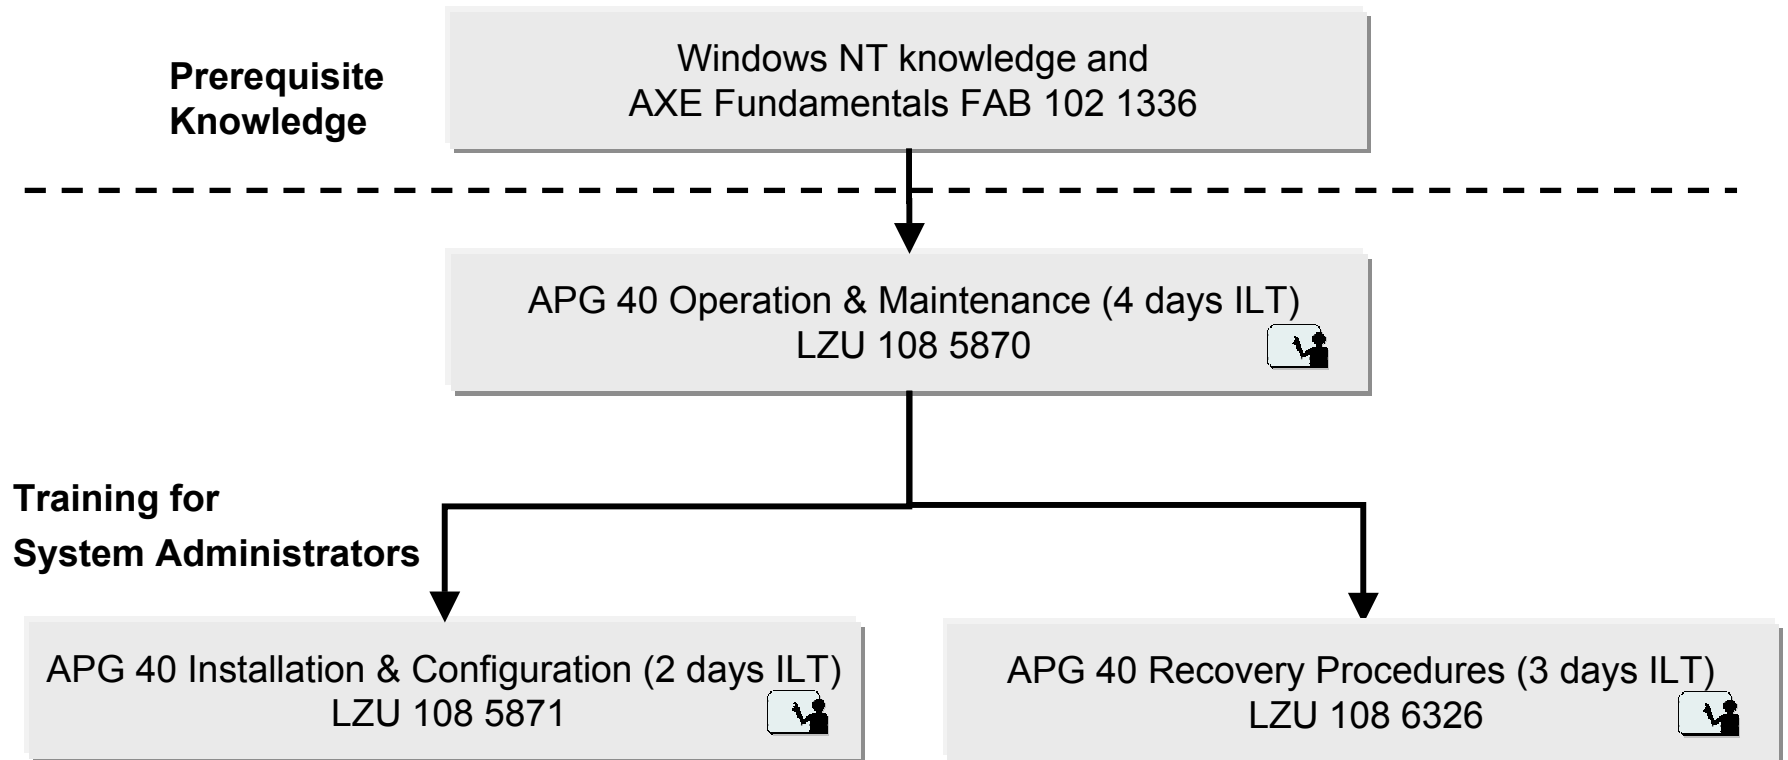 Prerequisite
Knowledge
Windows NT knowledge and
AXE Fundamentals FAB 102 1336
APG 40 Operation & Maintenance (4 days ILT)
LZU 108 5870
Training for
System Administrators
APG 40 Installation & Configuration (2 days ILT)
LZU 108 5871
APG 40 Recovery Procedures (3 days ILT)
LZU 108 6326